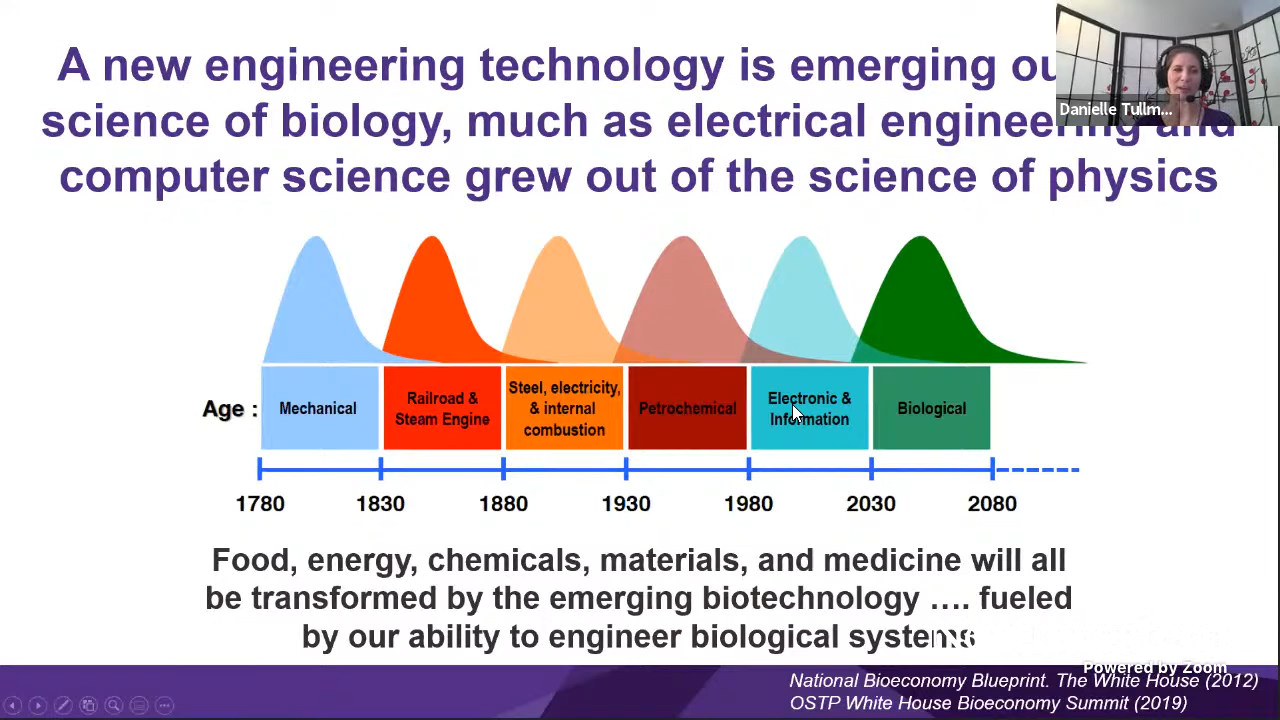 A new engineering technology is emerging
science of biology, much as electrical engineering and
computer science grew out of the science of physics
Danielle Tullm...
Age :
Mechanical
Railroad &
Steam Engine
Steel, electricity,
& internal
combustion
Petrochemical
Electronic &
Information
Biological
1780
1830
1880
1930
1980
2030
2080
Food, energy, chemicals, materials, and medicine will all
be transformed by the emerging biotechnology .... fueled
by our ability to engineer biological systems
Powered by Zoom
National Bioeconomy Blueprint. The White House (2012)
OSTP White House Bioeconomy Summit (2019)